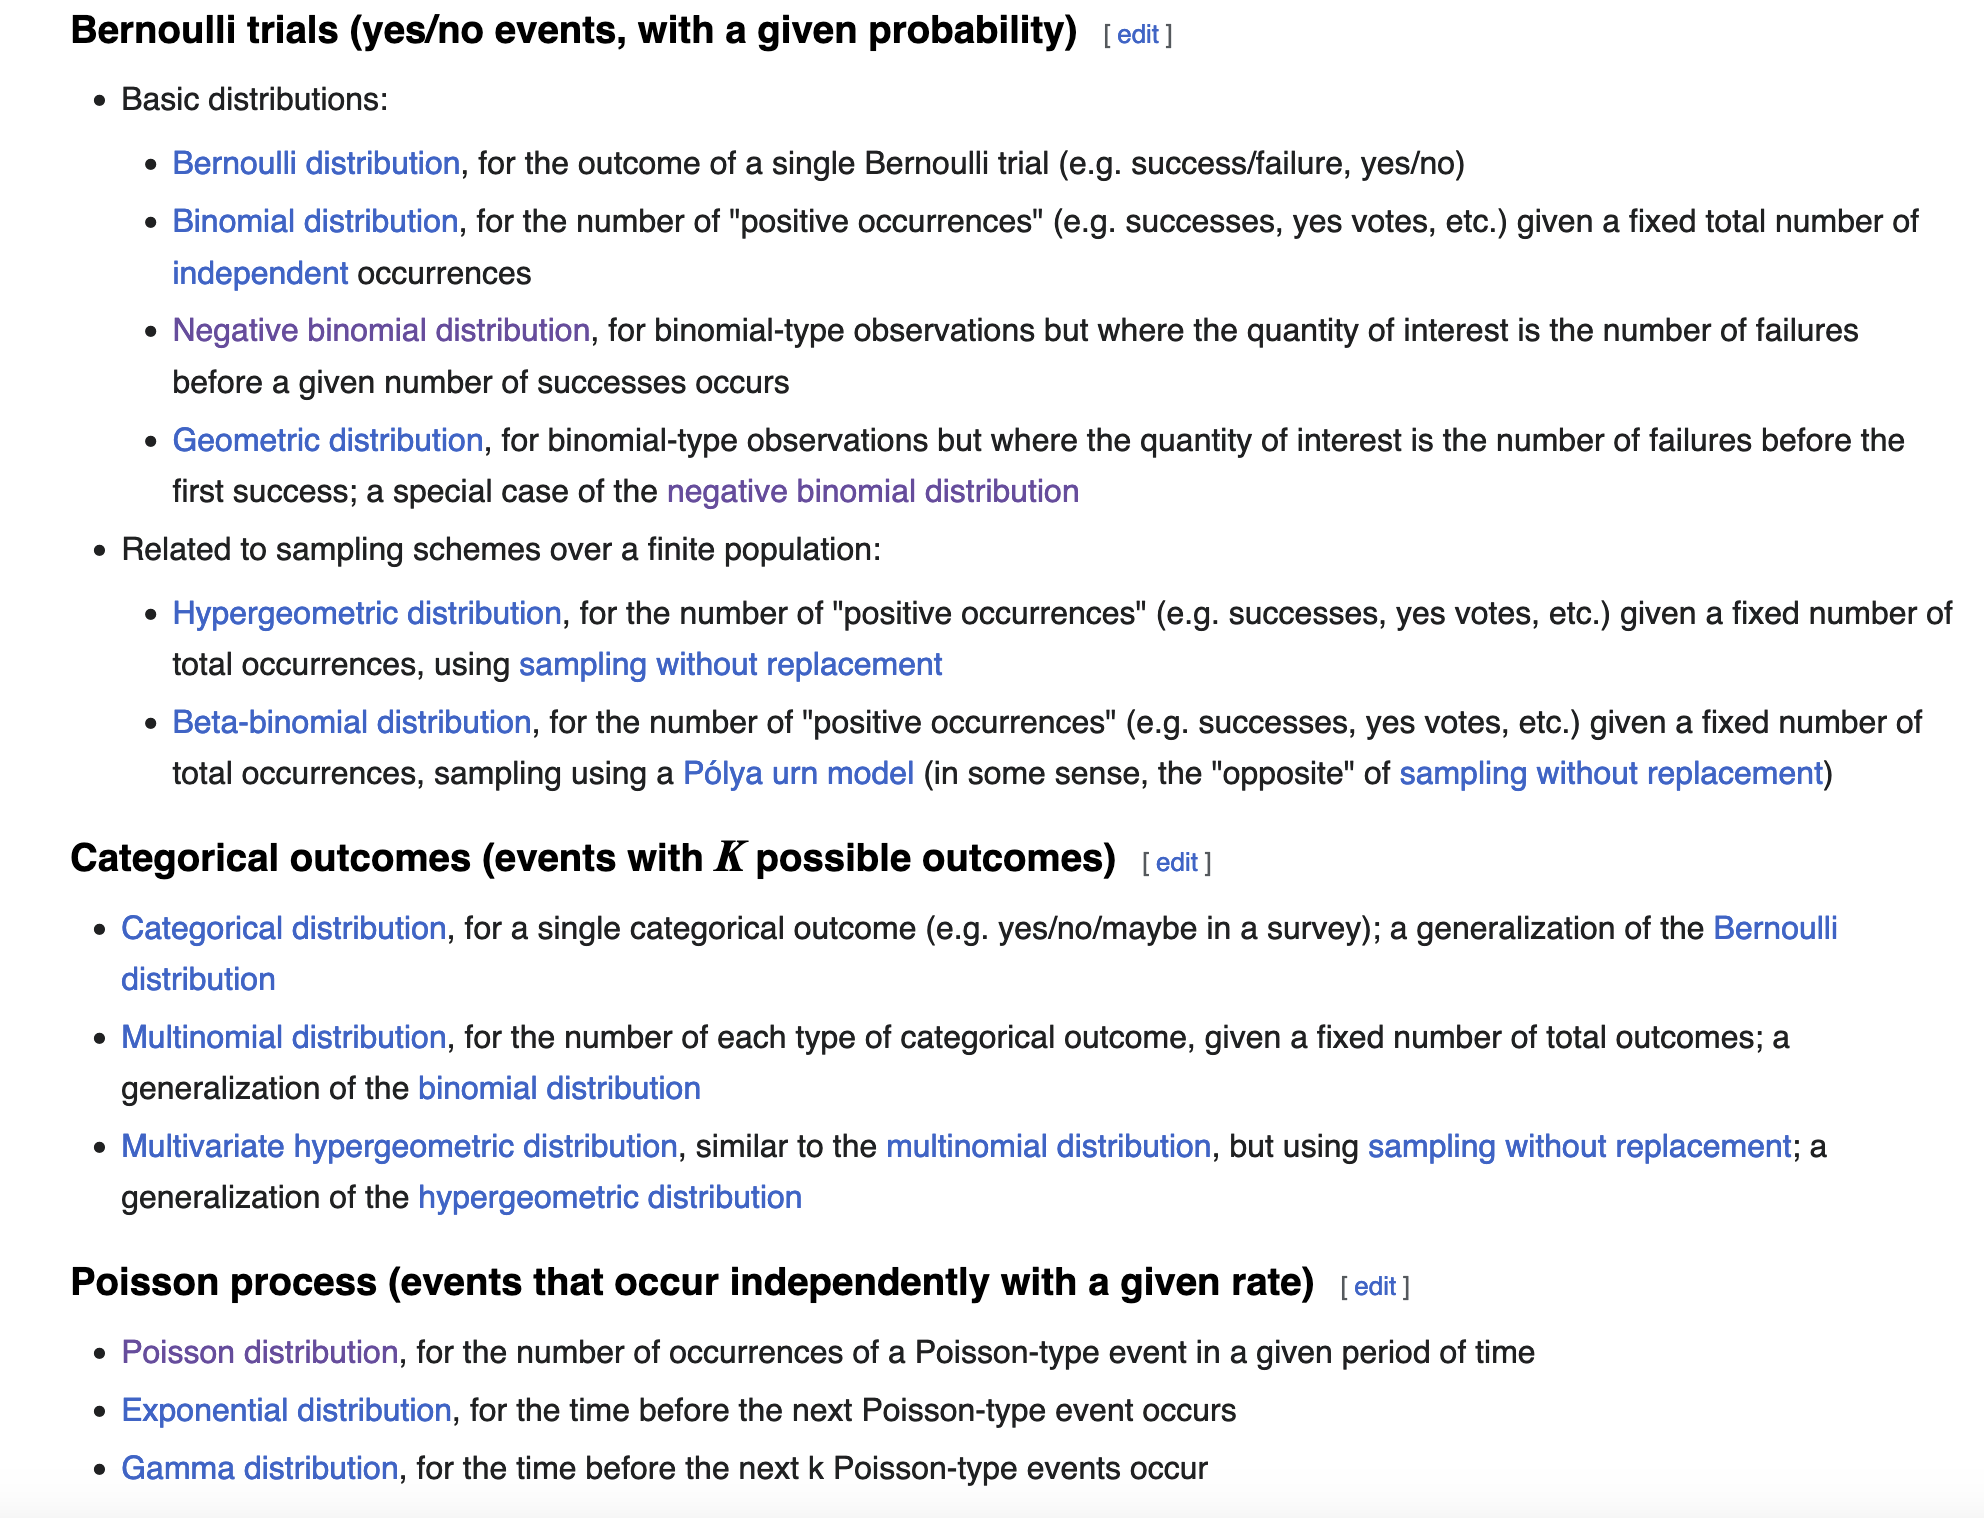 Bernoulli trials (yes/no events, with a given probability) [ edit ]
• Basic distributions:
• Bernoulli distribution, for the outcome of a single Bernoulli trial (e.g. success/failure, yes/no)
• Binomial distribution, for the number of "positive occurrences" (e.g. successes, yes votes, etc.) given a fixed total number of
independent occurrences
• Negative binomial distribution, for binomial-type observations but where the quantity of interest is the number of failures
before a given number of successes occurs
• Geometric distribution, for binomial-type observations but where the quantity of interest is the number of failures before the
first success; a special case of the negative binomial distribution
• Related to sampling schemes over a finite population:
• Hypergeometric distribution, for the number of "positive occurrences" (e.g. successes, yes votes, etc.) given a fixed number of
total occurrences, using sampling without replacement
• Beta-binomial distribution, for the number of "positive occurrences" (e.g. successes, yes votes, etc.) given a fixed number of
total occurrences, sampling using a Pólya urn model (in some sense, the "opposite" of sampling without replacement)
Categorical outcomes (events with K possible outcomes) [ edit ]
• Categorical distribution, for a single categorical outcome (e.g. yes/no/maybe in a survey); a generalization of the Bernoulli
distribution
• Multinomial distribution, for the number of each type of categorical outcome, given a fixed number of total outcomes; a
generalization of the binomial distribution
• Multivariate hypergeometric distribution, similar to the multinomial distribution, but using sampling without replacement; a
generalization of the hypergeometric distribution
Poisson process (events that occur independently with a given rate) [ edit ]
• Poisson distribution, for the number of occurrences of a Poisson-type event in a given period of time
• Exponential distribution, for the time before the next Poisson-type event occurs
• Gamma distribution, for the time before the next k Poisson-type events occur